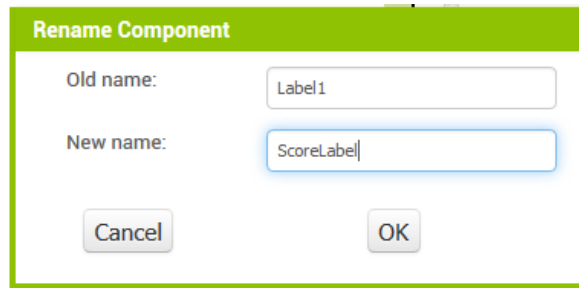 Rename Component
Old name: Label1
New name: ScoreLabel
Cancel OK